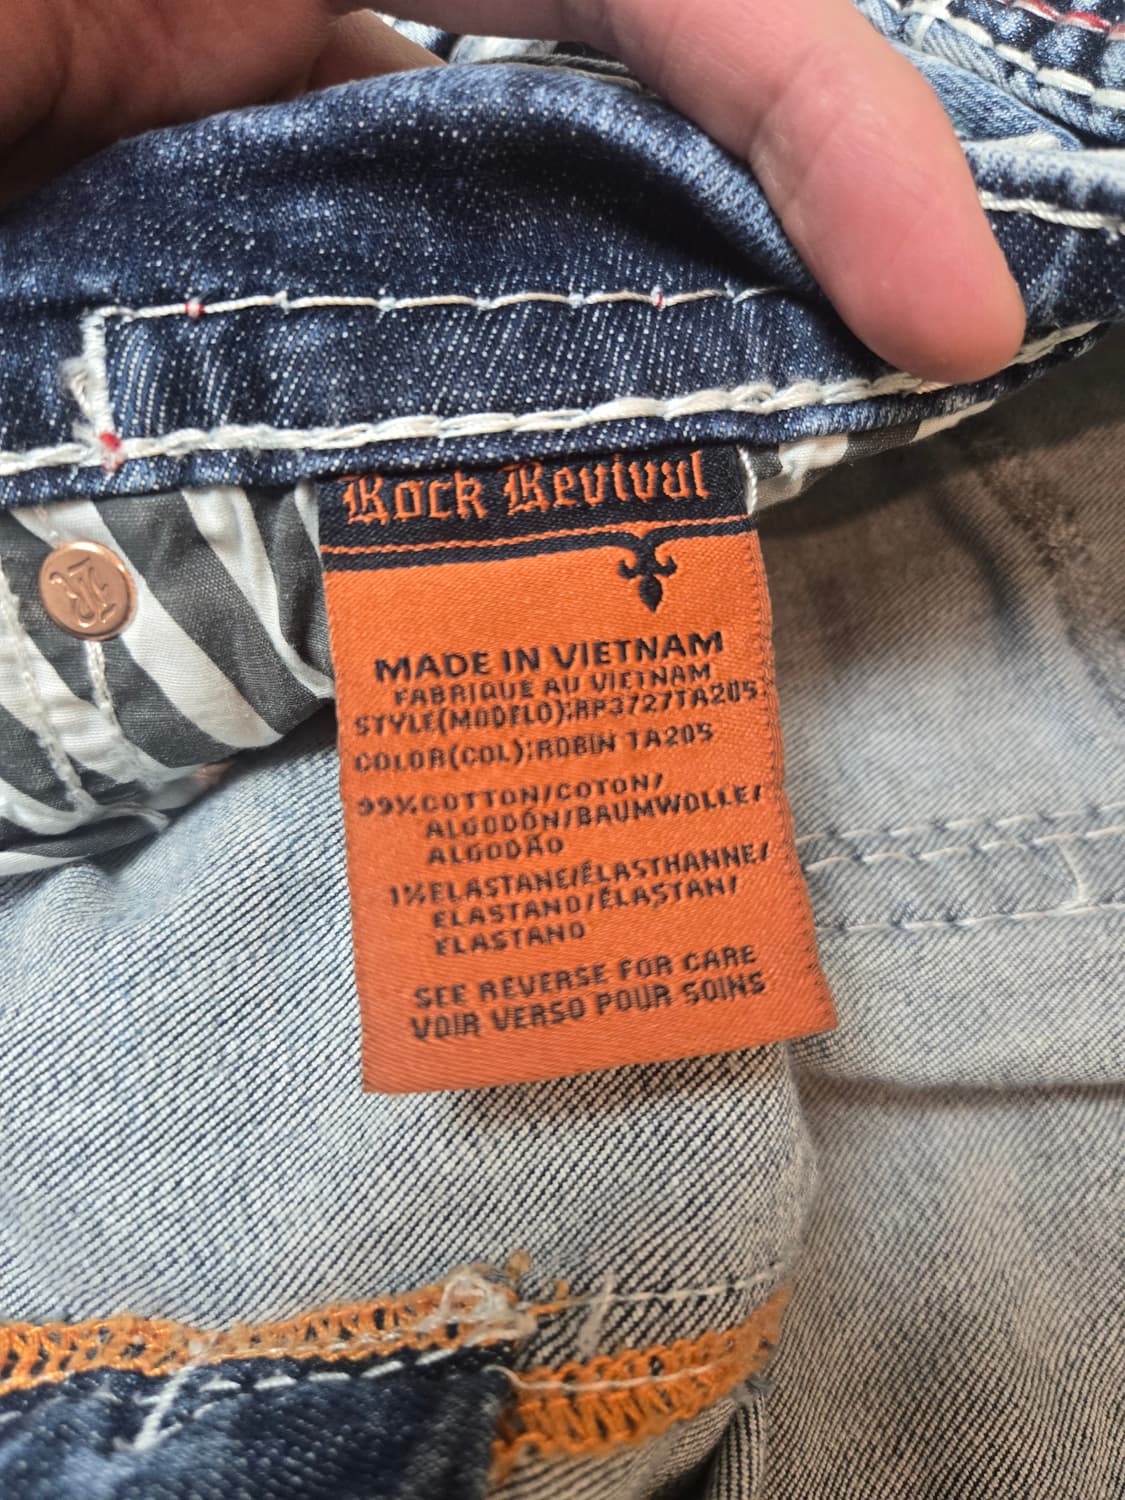 Rock Revival
MADE IN VIETNAM
FABRIQUE AU VIETNAM
STYLE(MODELO):RP3727TA205
COLOR(COL):ROBIN TA205
99%COTTON/COTON/
ALGODÓN/BAUMWOLLE/
ALGODÃO
1%ELASTANE/ÉLASTHANNE/
ELASTANO/ÉLASTAN/
ELASTANO
SEE REVERSE FOR CARE
VOIR VERSO POUR SOINS